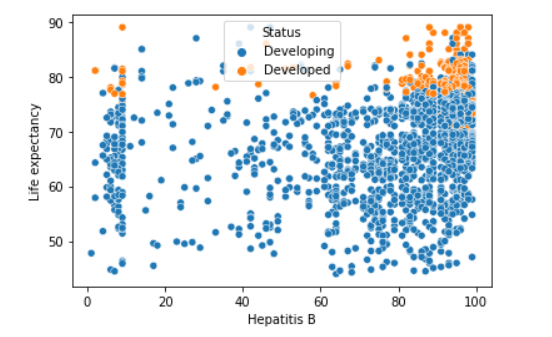 90
80
70
60
50
Life expectancy
Status
Developing
Developed
0 20 40 60 80 100
Hepatitis B